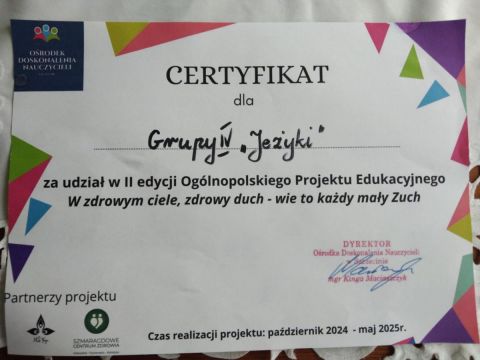 OŚRODEK
DOSKONALENIA
NAUCZYCIELI
CERTYFIKAT
dla
Grupy IV „Jeżyki"
za udział w II edycji Ogólnopolskiego Projektu Edukacyjnego
W zdrowym ciele, zdrowy duch - wie to każdy mały Zuch
DYREKTOR
Ośrodka Doskonalenia Nauczycieli
w Szczecinie
mgr Kinga
Partnerzy projektu
SZMARAGDOWE
CENTRUM ZDROWIA
Czas realizacji projektu: październik 2024 - maj 2025r.